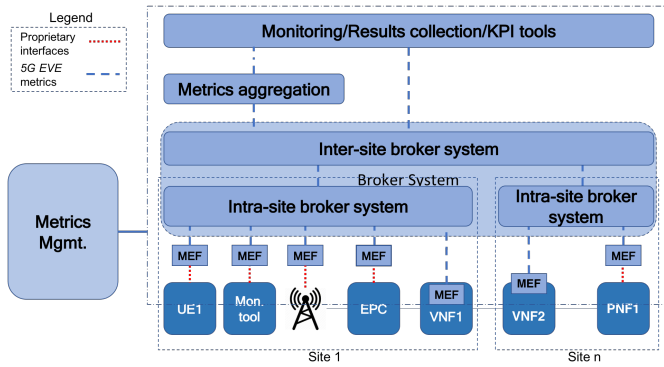 Legend
Proprietary
interfaces
5G EVE
metrics
Monitoring/Results collection/KPI tools
Metrics aggregation
Inter-site broker system
Broker System
Intra-site broker system
Intra-site broker
system
Metrics
Mgmt.
MEF
MEF
MEF
MEF
MEF
MEF
MEF
UE1
Mon.
tool
EPC
VNF1
VNF2
PNF1
Site 1
Site n